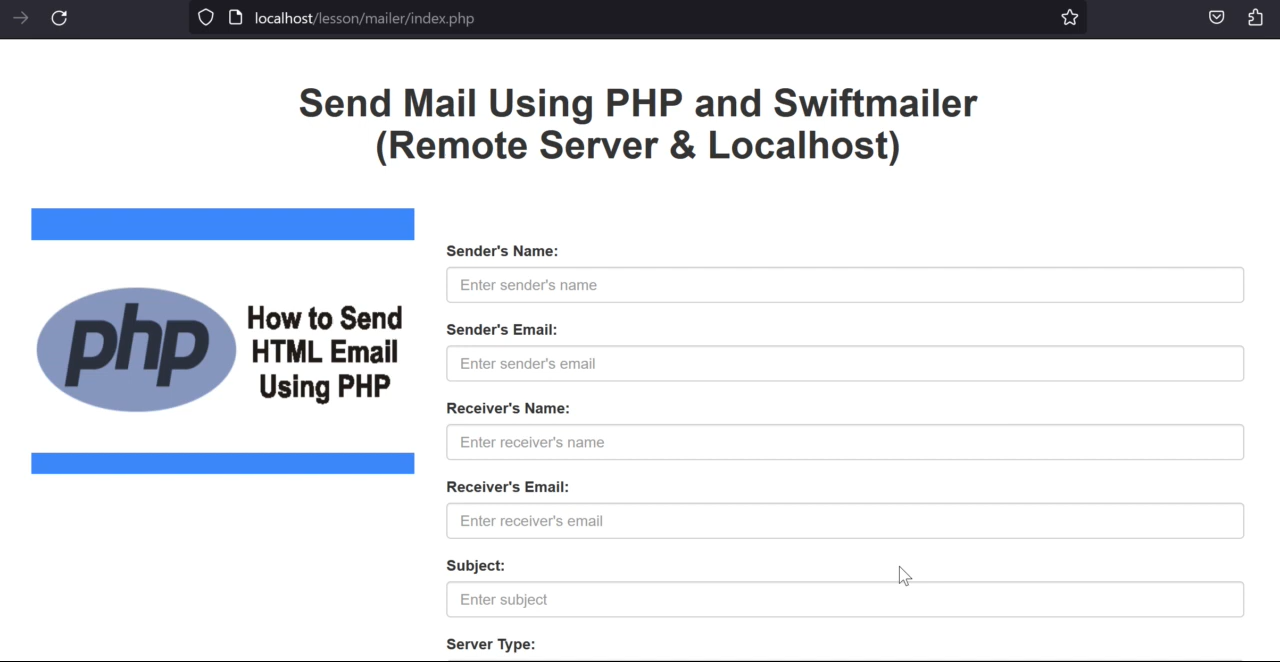 localhost/lesson/mailer/index.php
Send Mail Using PHP and Swiftmailer
(Remote Server & Localhost)
php
How to Send
HTML Email
Using PHP
Sender's Name:
Enter sender's name
Sender's Email:
Enter sender's email
Receiver's Name:
Enter receiver's name
Receiver's Email:
Enter receiver's email
Subject:
Enter subject
Server Type: